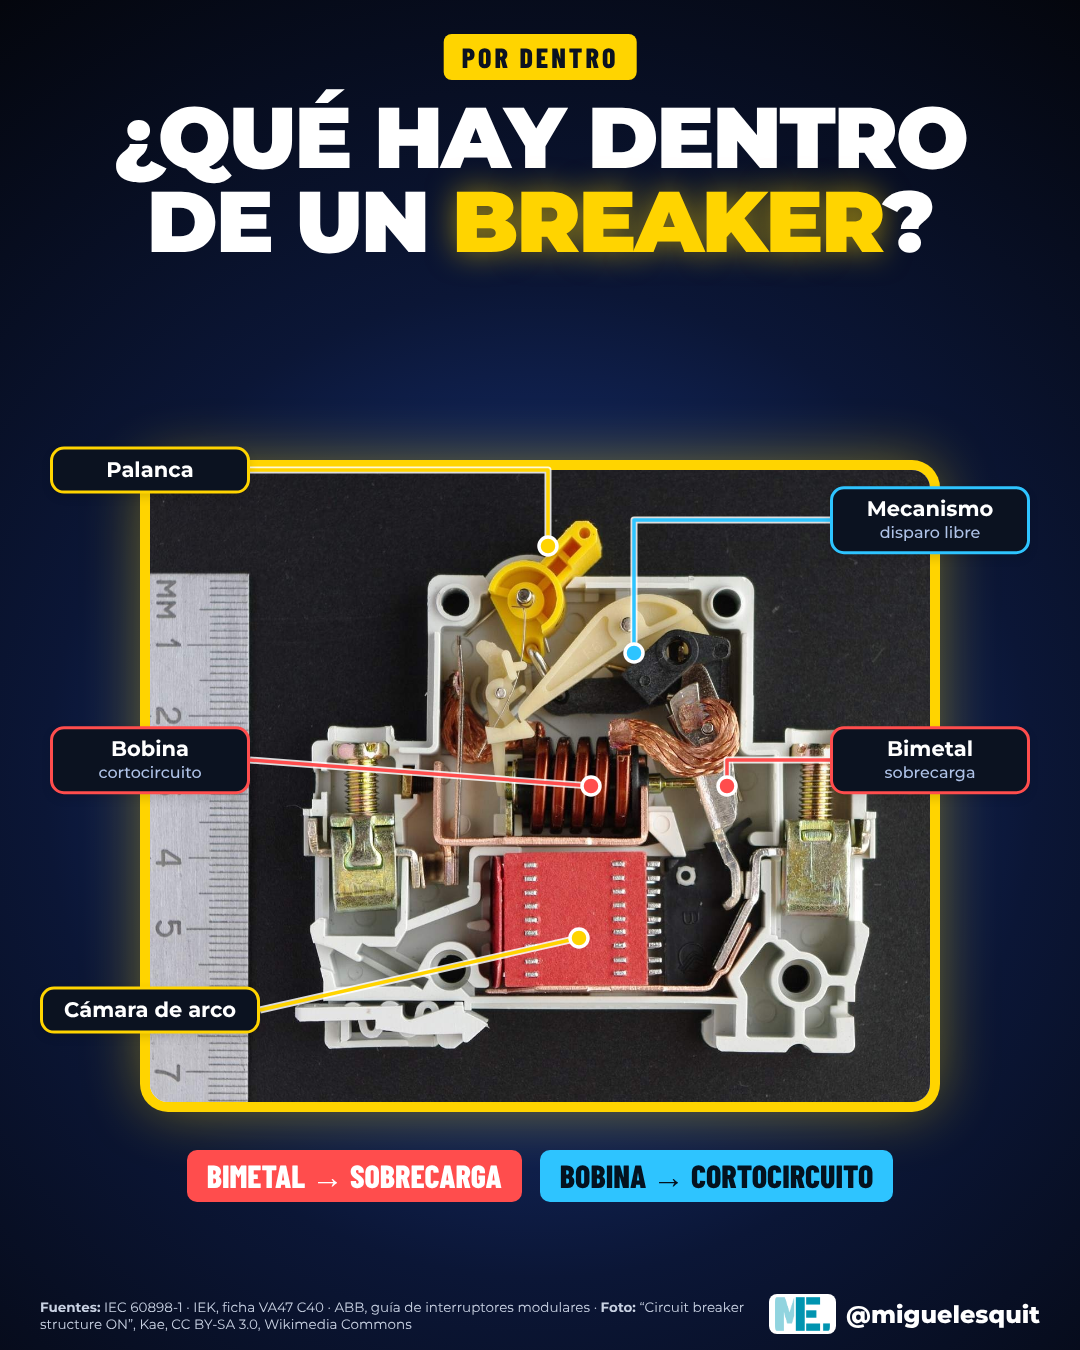 POR DENTRO
¿QUÉ HAY DENTRO
DE UN BREAKER?
Palanca
Mecanismo
disparo libre
MM 1
2
Bobina
cortocircuito
Bimetal
sobrecarga
4
5
Cámara de arco
7
BIMETAL → SOBRECARGA
BOBINA → CORTOCIRCUITO
Fuentes: IEC 60898-1 · IEK, ficha VA47 C40 · ABB, guía de interruptores modulares · Foto: “Circuit breaker
structure ON”, Kae, CC BY-SA 3.0, Wikimedia Commons
ME.
@miguelesquit